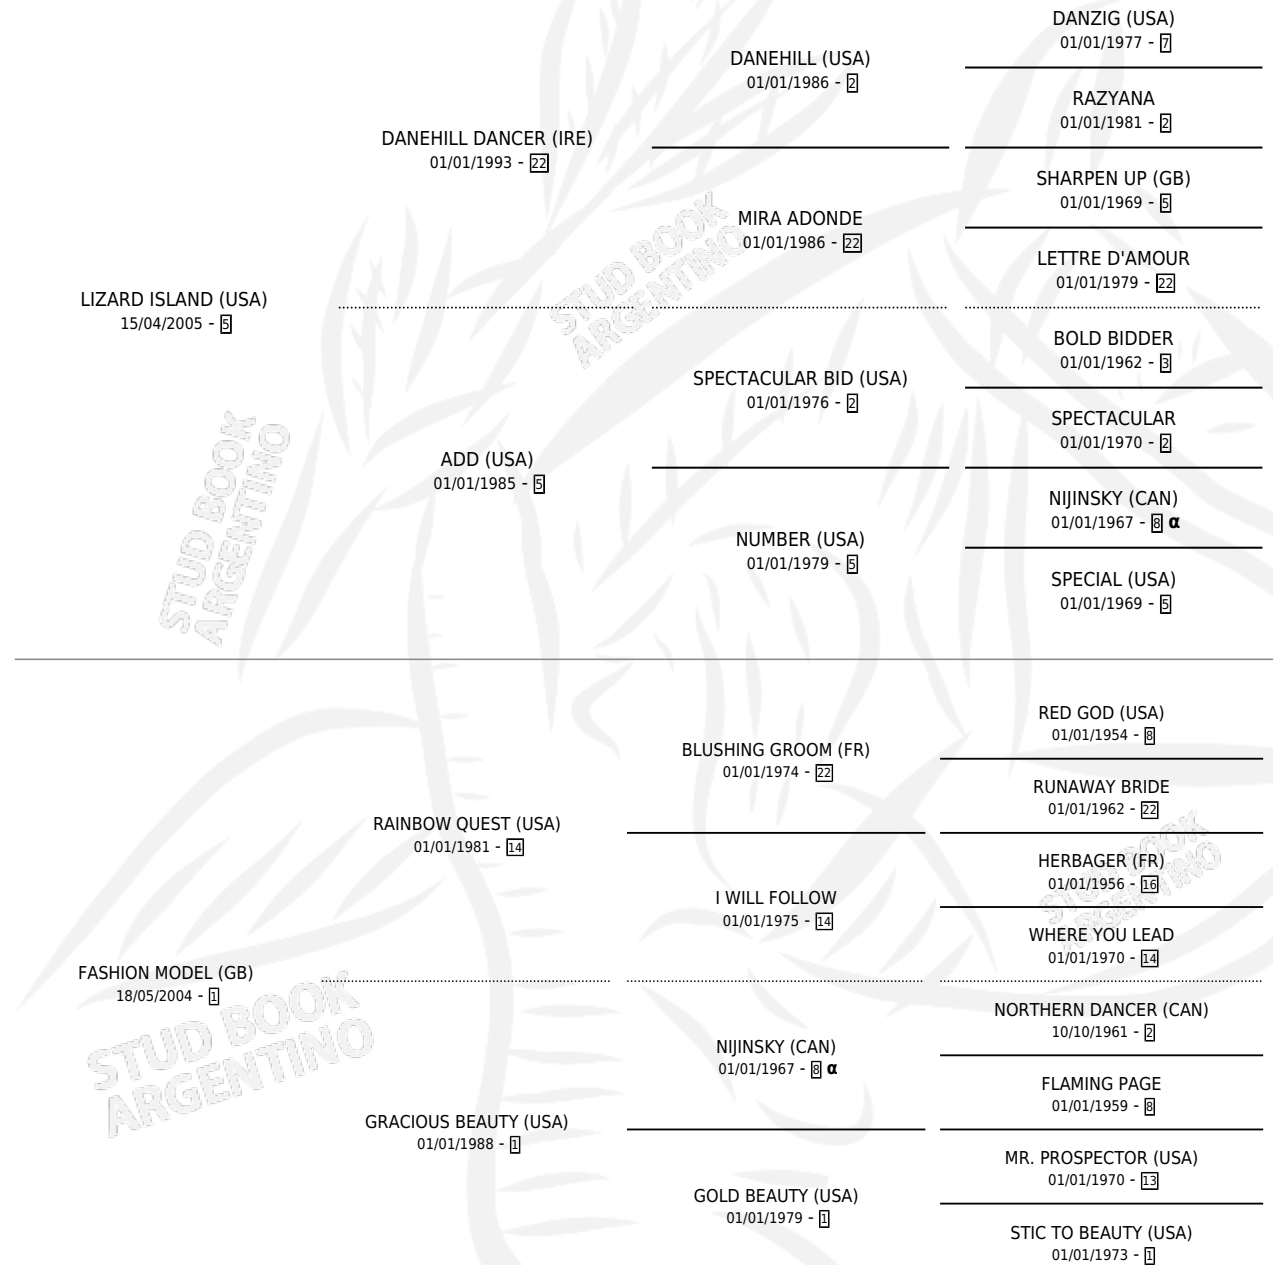 DANZIG (USA)
01/01/1977 - 7
DANEHILL (USA)
01/01/1986 - 2
RAZYANA
01/01/1981 - 2
DANEHILL DANCER (IRE)
01/01/1993 - 22
SHARPEN UP (GB)
01/01/1969 - 5
MIRA ADONDE
01/01/1986 - 22
LETTRE D'AMOUR
01/01/1979 - 22
LIZARD ISLAND (USA)
15/04/2005 - 5
BOLD BIDDER
01/01/1962 - 3
SPECTACULAR BID (USA)
01/01/1976 - 2
SPECTACULAR
01/01/1970 - 2
ADD (USA)
01/01/1985 - 5
NIJINSKY (CAN)
01/01/1967 - 8 α
NUMBER (USA)
01/01/1979 - 5
SPECIAL (USA)
01/01/1969 - 5
RED GOD (USA)
01/01/1954 - 8
BLUSHING GROOM (FR)
01/01/1974 - 22
RUNAWAY BRIDE
01/01/1962 - 22
RAINBOW QUEST (USA)
01/01/1981 - 14
HERBAGER (FR)
01/01/1956 - 16
I WILL FOLLOW
01/01/1975 - 14
WHERE YOU LEAD
01/01/1970 - 14
FASHION MODEL (GB)
18/05/2004 - 1
NORTHERN DANCER (CAN)
10/10/1961 - 2
NIJINSKY (CAN)
01/01/1967 - 8 α
FLAMING PAGE
01/01/1959 - 8
GRACIOUS BEAUTY (USA)
01/01/1988 - 1
MR. PROSPECTOR (USA)
01/01/1970 - 13
GOLD BEAUTY (USA)
01/01/1979 - 1
STIC TO BEAUTY (USA)
01/01/1973 - 1
STUD BOOK
ARGENTINO
STUD BOOK
ARGENTINO
STUD BOOK
ARGENTINO
STUD BOOK
ARGENTINO